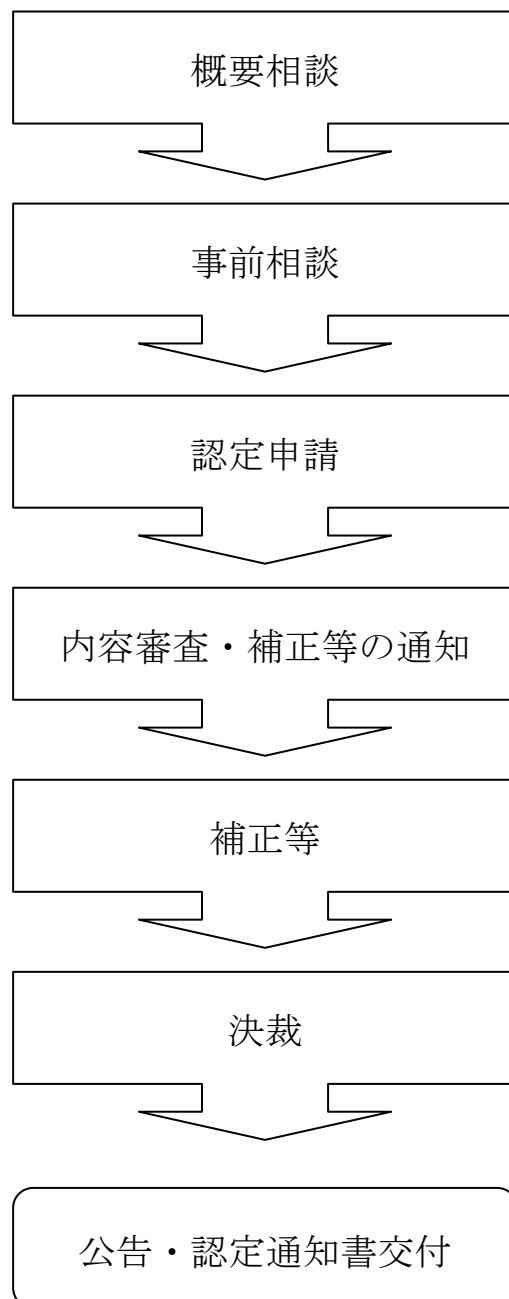 概要相談
事前相談
認定申請
内容審査・補正等の通知
補正等
決裁
公告・認定通知書交付